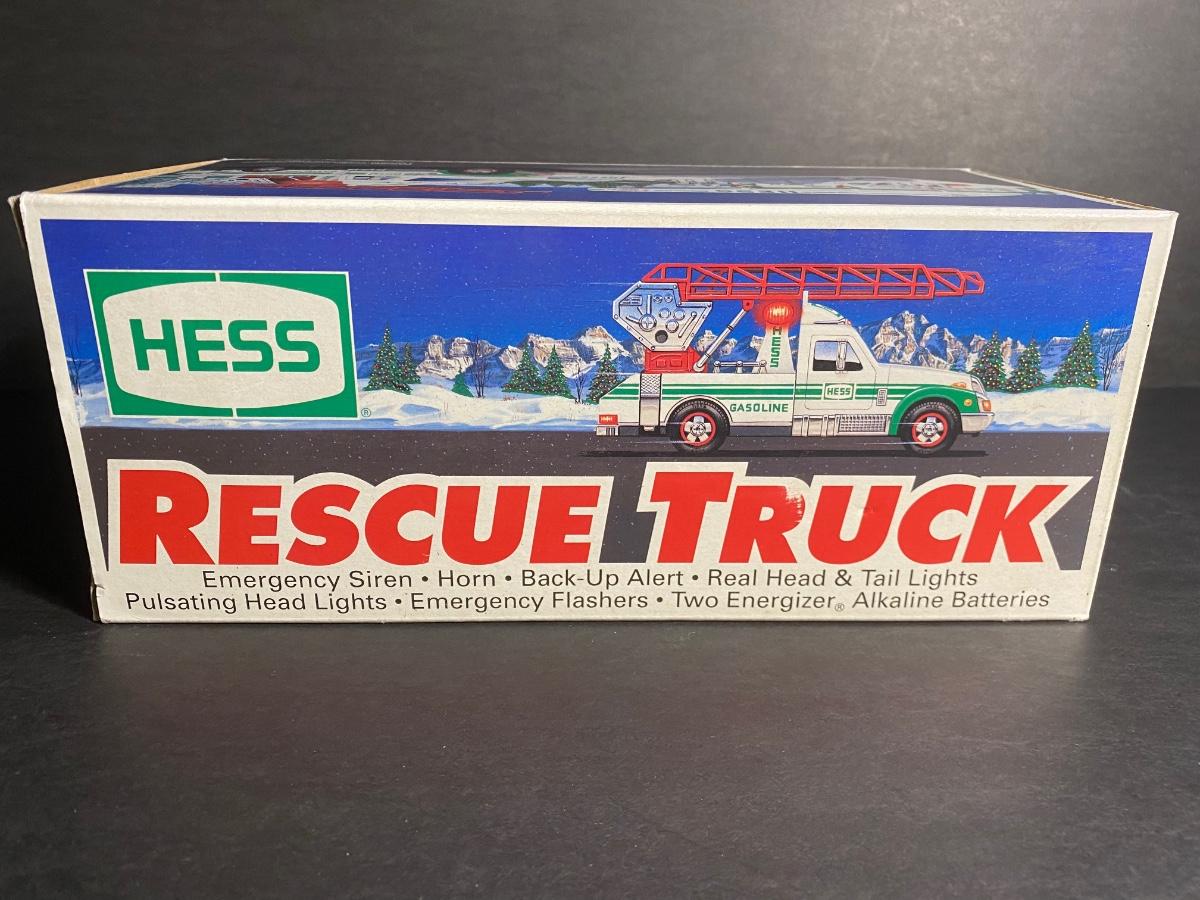 HESS
®
HESS
HESS
GASOLINE
RESCUE TRUCK
Emergency Siren • Horn • Back-Up Alert • Real Head & Tail Lights
Pulsating Head Lights • Emergency Flashers • Two Energizer® Alkaline Batteries